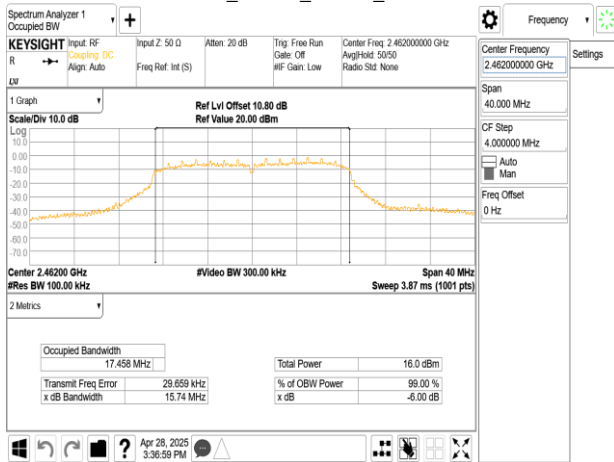 Spectrum Analyzer 1
Occupied BW
+
Frequency
KEYSIGHT
R
LXI
Input: RF
Coupling: DC
Align: Auto
Input Z: 50 Ω
Freq Ref: Int (S)
Atten: 20 dB
Trig: Free Run
Gate: Off
#IF Gain: Low
Center Freq: 2.462000000 GHz
Avg|Hold: 50/50
Radio Std: None
Center Frequency
2.462000000 GHz
Settings
Span
40.000 MHz
CF Step
4.000000 MHz
Auto
Man
Freq Offset
0 Hz
1 Graph
Scale/Div 10.0 dB
Ref Lvl Offset 10.80 dB
Ref Value 20.00 dBm
Log
10.0
0.00
-10.0
-20.0
-30.0
-40.0
-50.0
-60.0
-70.0
Center 2.46200 GHz
#Video BW 300.00 kHz
Span 40 MHz
#Res BW 100.00 kHz
Sweep 3.87 ms (1001 pts)
2 Metrics
Occupied Bandwidth
17.458 MHz
Total Power 16.0 dBm
Transmit Freq Error 29.659 kHz
% of OBW Power 99.00 %
x dB Bandwidth 15.74 MHz
x dB -6.00 dB
?
Apr 28, 2025
3:36:59 PM